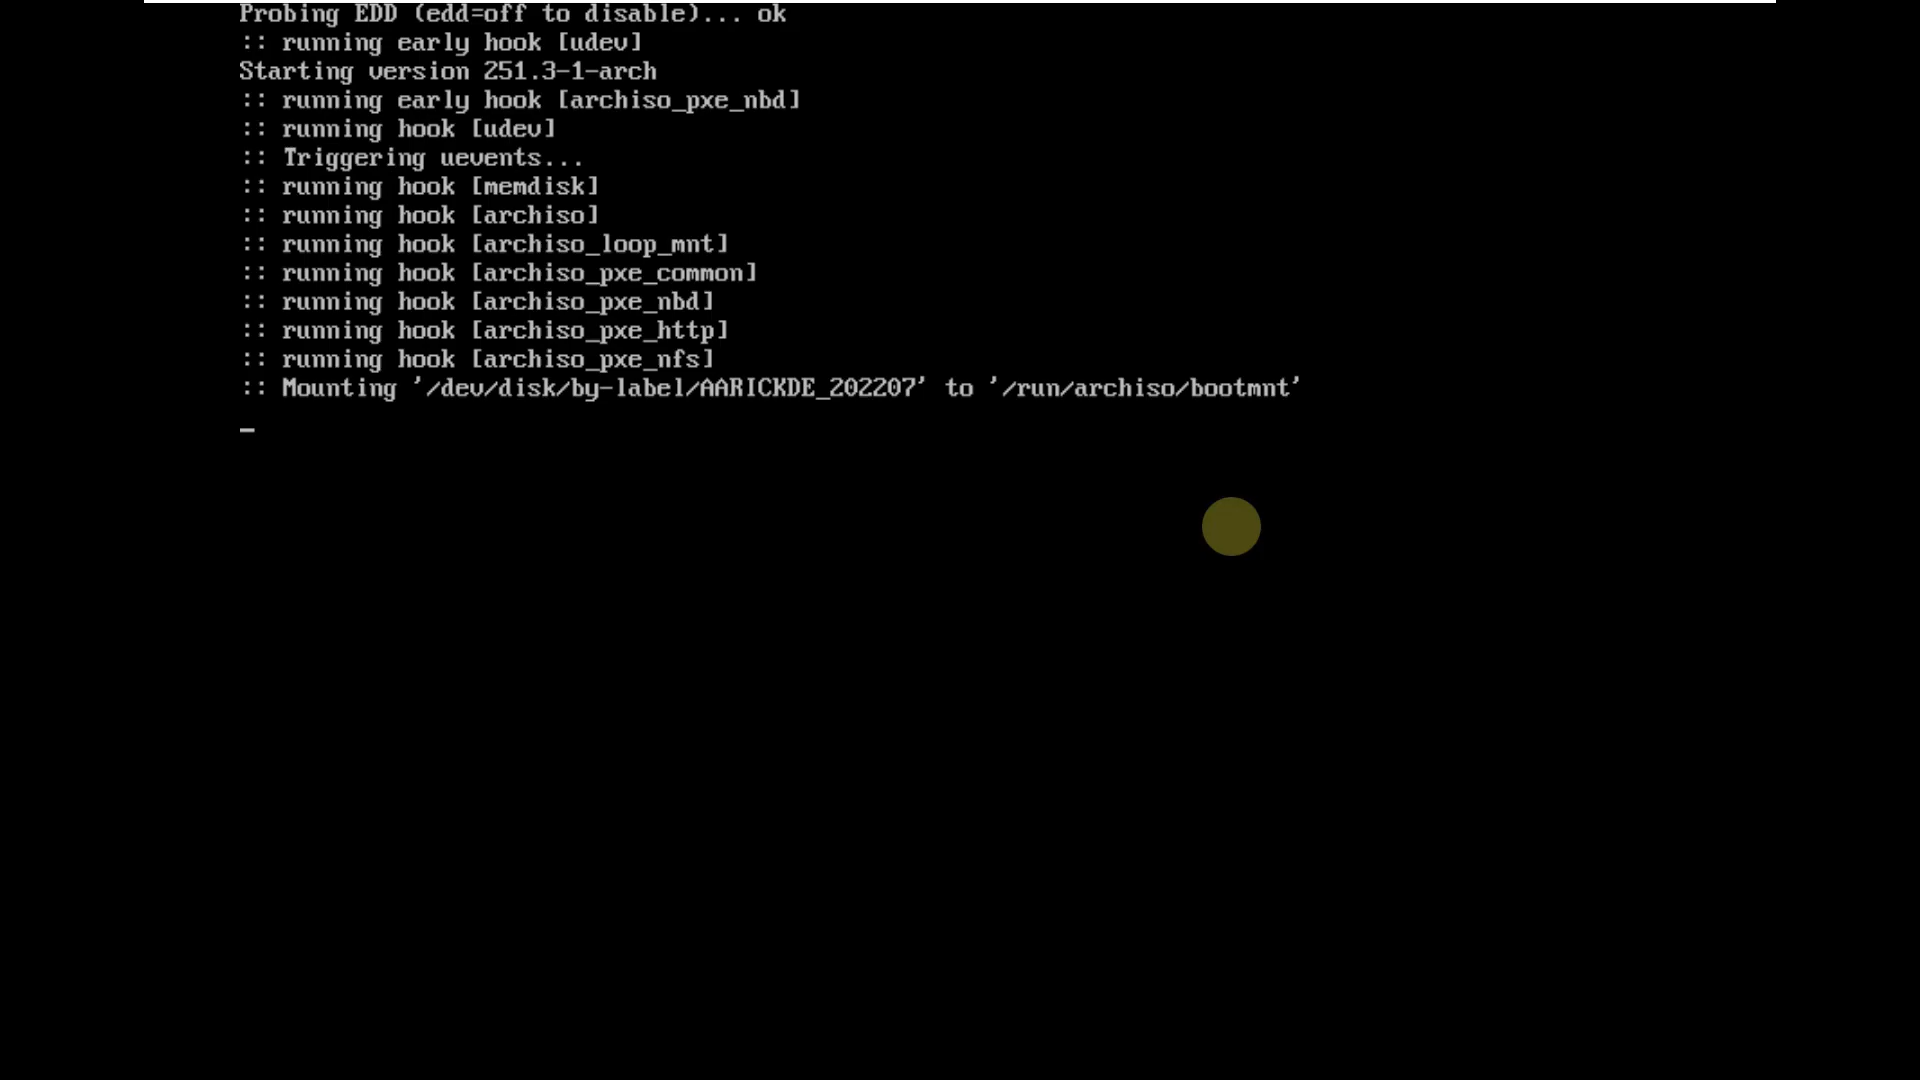 Probing EDD (edd=off to disable)... ok
:: running early hook [udev]
Starting version 251.3-1-arch
:: running early hook [archiso_pxe_nbd]
:: running hook [udev]
:: Triggering uevents...
:: running hook [memdisk]
:: running hook [archiso]
:: running hook [archiso_loop_mnt]
:: running hook [archiso_pxe_common]
:: running hook [archiso_pxe_nbd]
:: running hook [archiso_pxe_http]
:: running hook [archiso_pxe_nfs]
:: Mounting '/dev/disk/by-label/AARICKDE_202207' to '/run/archiso/bootmnt'